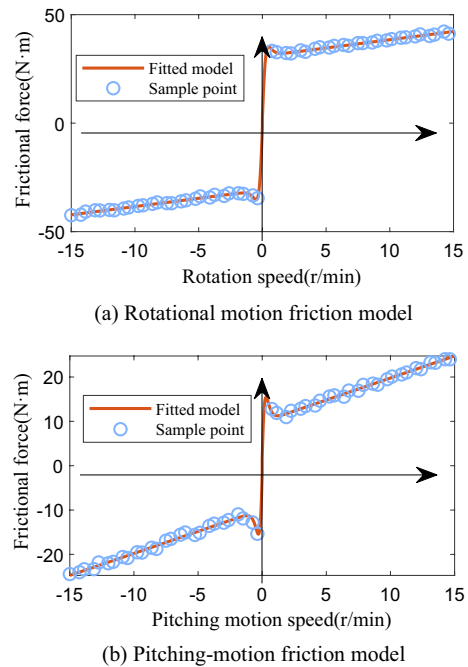 50
Fitted model
Sample point
0
-50
Frictional force(N·m)
-15 -10 -5 0 5 10 15
Rotation speed(r/min)
(a) Rotational motion friction model
20
10
Fitted model
Sample point
0
-10
-20
Frictional force(N·m)
-15 -10 -5 0 5 10 15
Pitching motion speed(r/min)
(b) Pitching-motion friction model